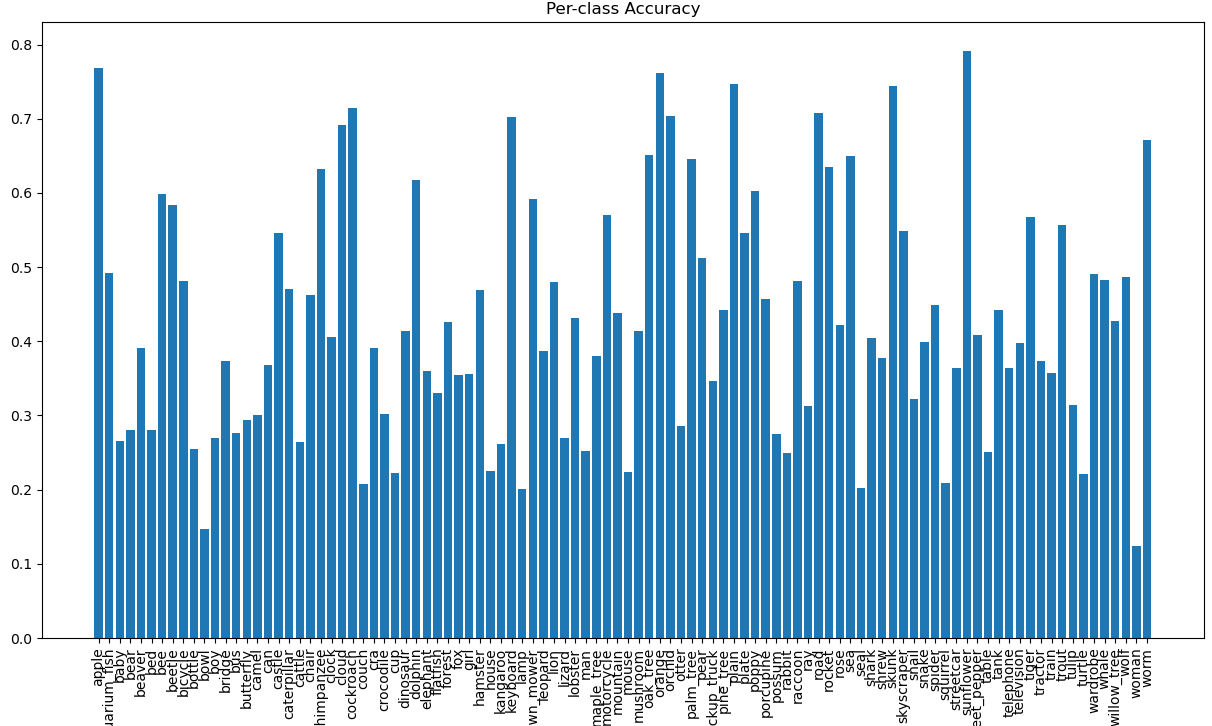 Per-class Accuracy
0.8
0.7
0.6
0.5
0.4
0.3
0.2
0.1
0.0
apple
uarium_fish
baby
bear
beaver
bed
bee
beetle
bicycle
bottle
bowl
boy
bridge
bus
butterfly
camel
can
castle
caterpillar
cattle
chair
himpanzee
clock
cloud
cockroach
couch
cra
crocodile
cup
dinosaur
dolphin
elephant
flatfish
forest
fox
girl
hamster
house
kangaroo
keyboard
lamp
wn_mower
leopard
lion
lizard
lobster
man
maple_tree
motorcycle
mountain
mouse
mushroom
oak_tree
orange
orchid
otter
palm_tree
pear
ckup_truck
pine_tree
plain
plate
poppy
porcupine
possum
rabbit
raccoon
ray
road
rocket
rose
sea
seal
shark
shrew
skunk
skyscraper
snail
snake
spider
squirrel
streetcar
sunflower
eet_pepper
table
tank
telephone
television
tiger
tractor
train
trout
tulip
turtle
wardrobe
whale
willow_tree
wolf
woman
worm